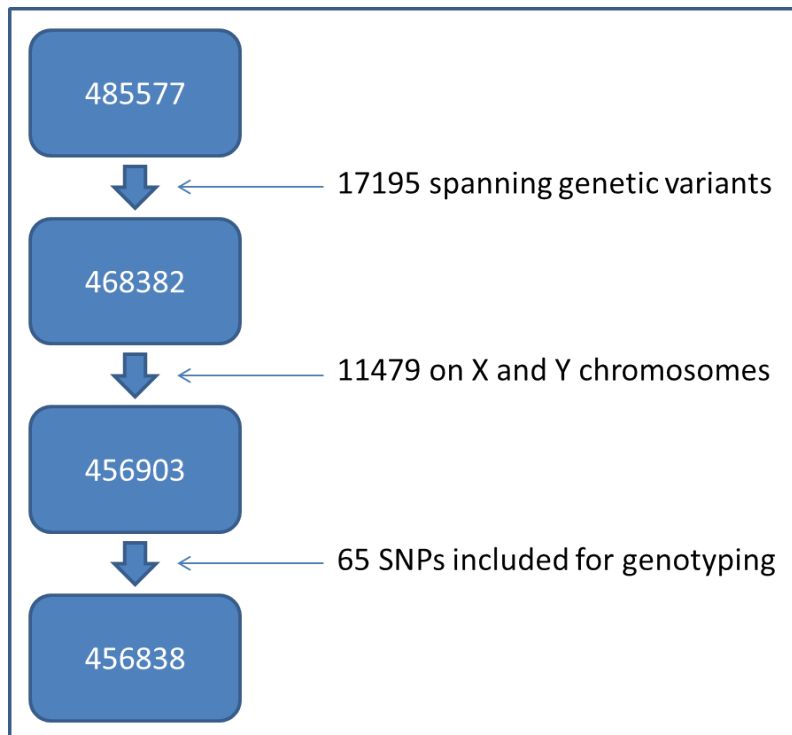 485577
17195 spanning genetic variants
468382
11479 on X and Y chromosomes
456903
65 SNPs included for genotyping
456838